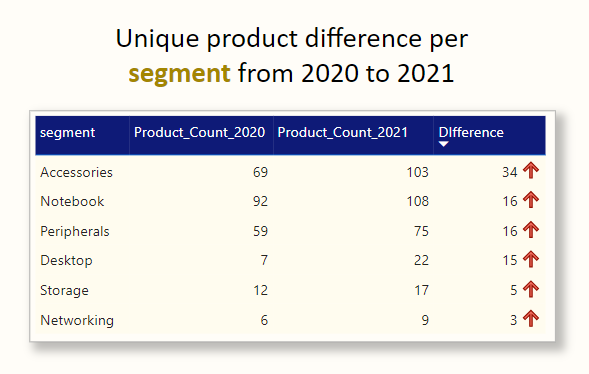 Unique product difference per
segment from 2020 to 2021
segment Product_Count_2020 Product_Count_2021 DIfference
Accessories 69 103 34
Notebook 92 108 16
Peripherals 59 75 16
Desktop 7 22 15
Storage 12 17 5
Networking 6 9 3